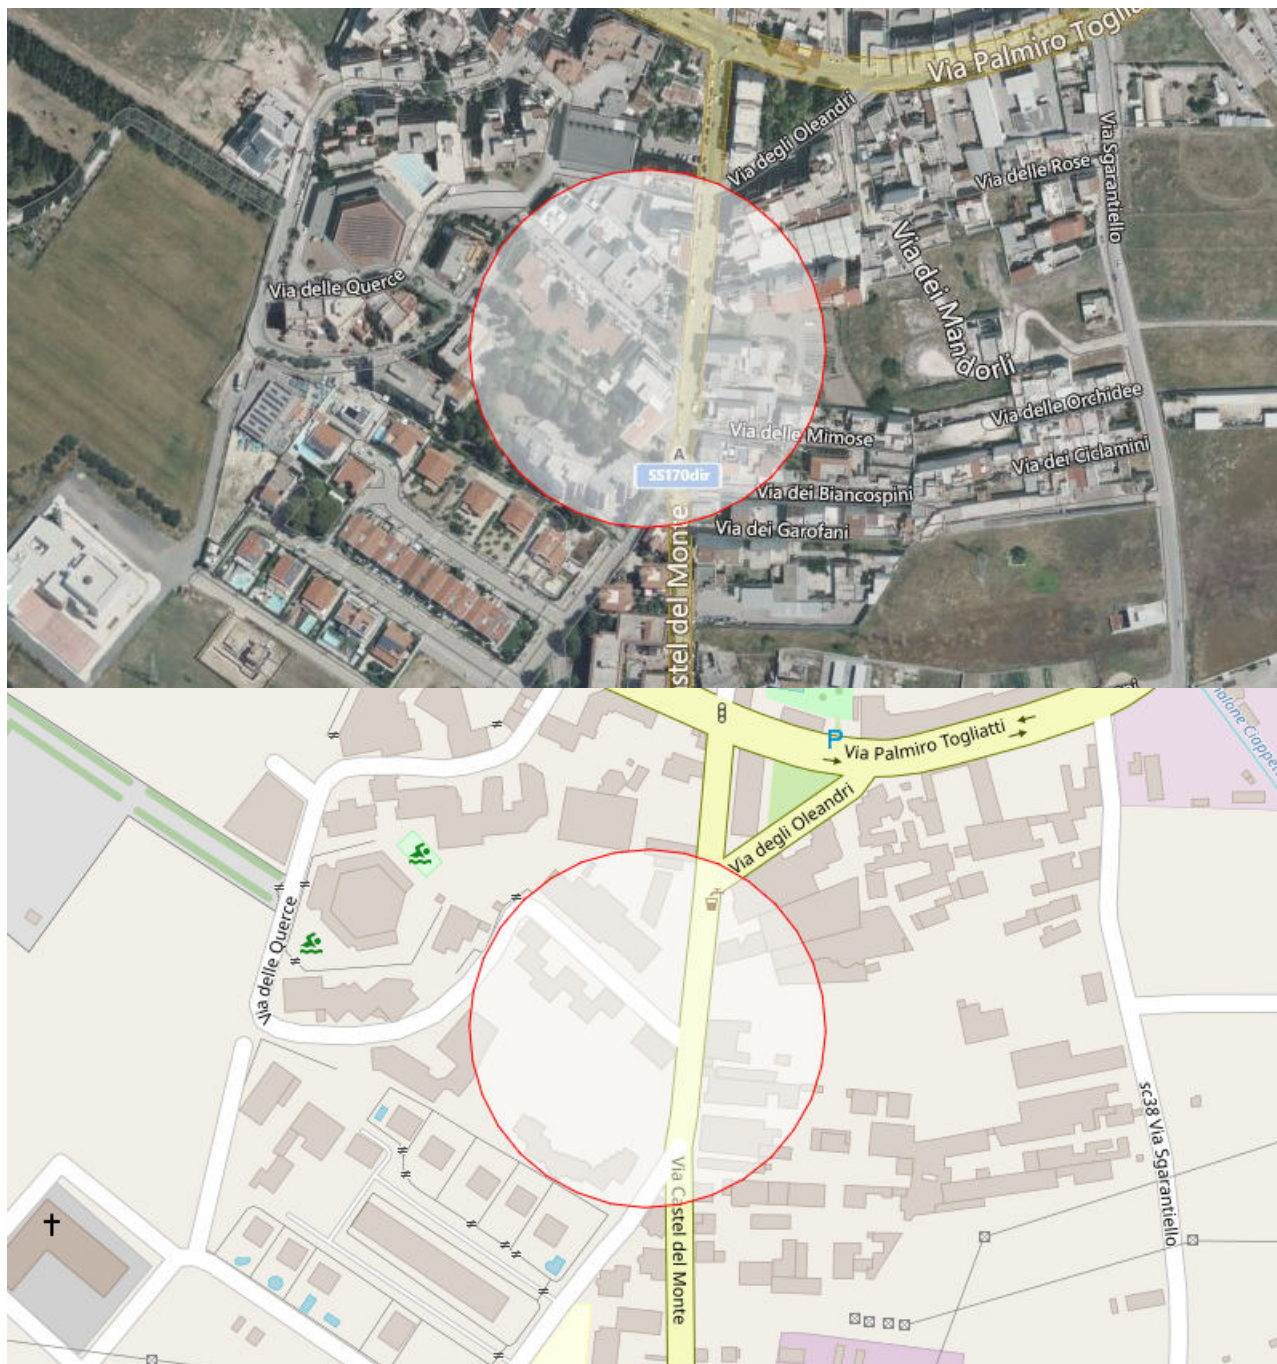 Via Palmiro Toglia
Via degli Oleandri
Via Sgarantiello
Via delle Rose
Via dei Mandorli
Via delle Querce
Via delle Orchidee
Via delle Mimose
A
Via dei Ciclamini
SS170dir
Via dei Biancospini
Via dei Garofani
stel del Monte
P
Via Palmiro Togliatti
Via degli Oleandri
Via delle Querce
sc38 Via Sgarantiello
Via Castel del Monte